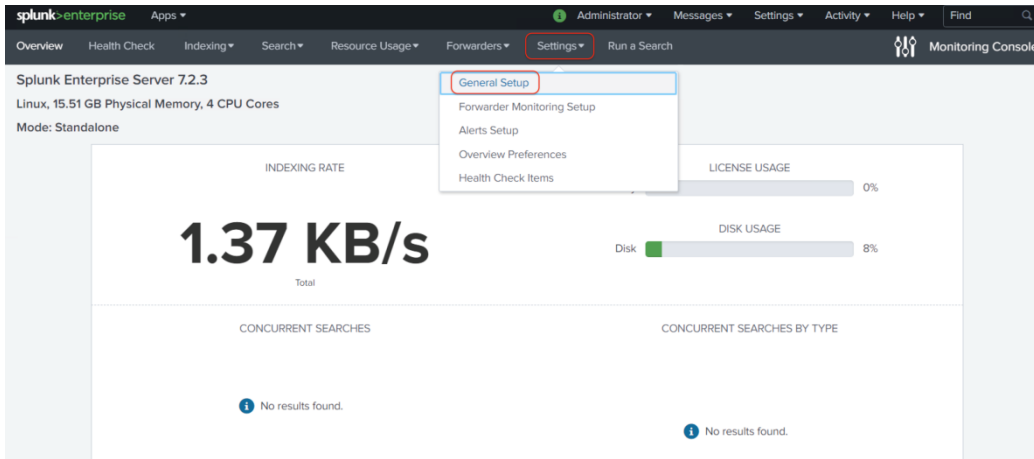 splunk>enterprise Apps Administrator Messages Settings Activity Help Find
Overview Health Check Indexing Search Resource Usage Forwarders Settings Run a Search Monitoring Console
Splunk Enterprise Server 7.2.3
Linux, 15.51 GB Physical Memory, 4 CPU Cores
Mode: Standalone
General Setup
Forwarder Monitoring Setup
Alerts Setup
Overview Preferences
Health Check Items
INDEXING RATE
1.37 KB/s
Total
LICENSE USAGE
0%
DISK USAGE
Disk 8%
CONCURRENT SEARCHES
No results found.
CONCURRENT SEARCHES BY TYPE
No results found.